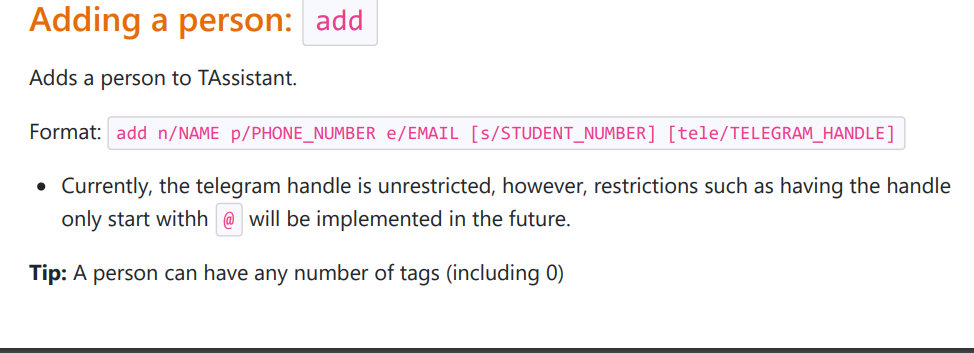 Adding a person: add
Adds a person to TAssistant.
Format: add n/NAME p/PHONE_NUMBER e/EMAIL [s/STUDENT_NUMBER] [tele/TELEGRAM_HANDLE]
• Currently, the telegram handle is unrestricted, however, restrictions such as having the handle
only start withh @ will be implemented in the future.
Tip: A person can have any number of tags (including 0)